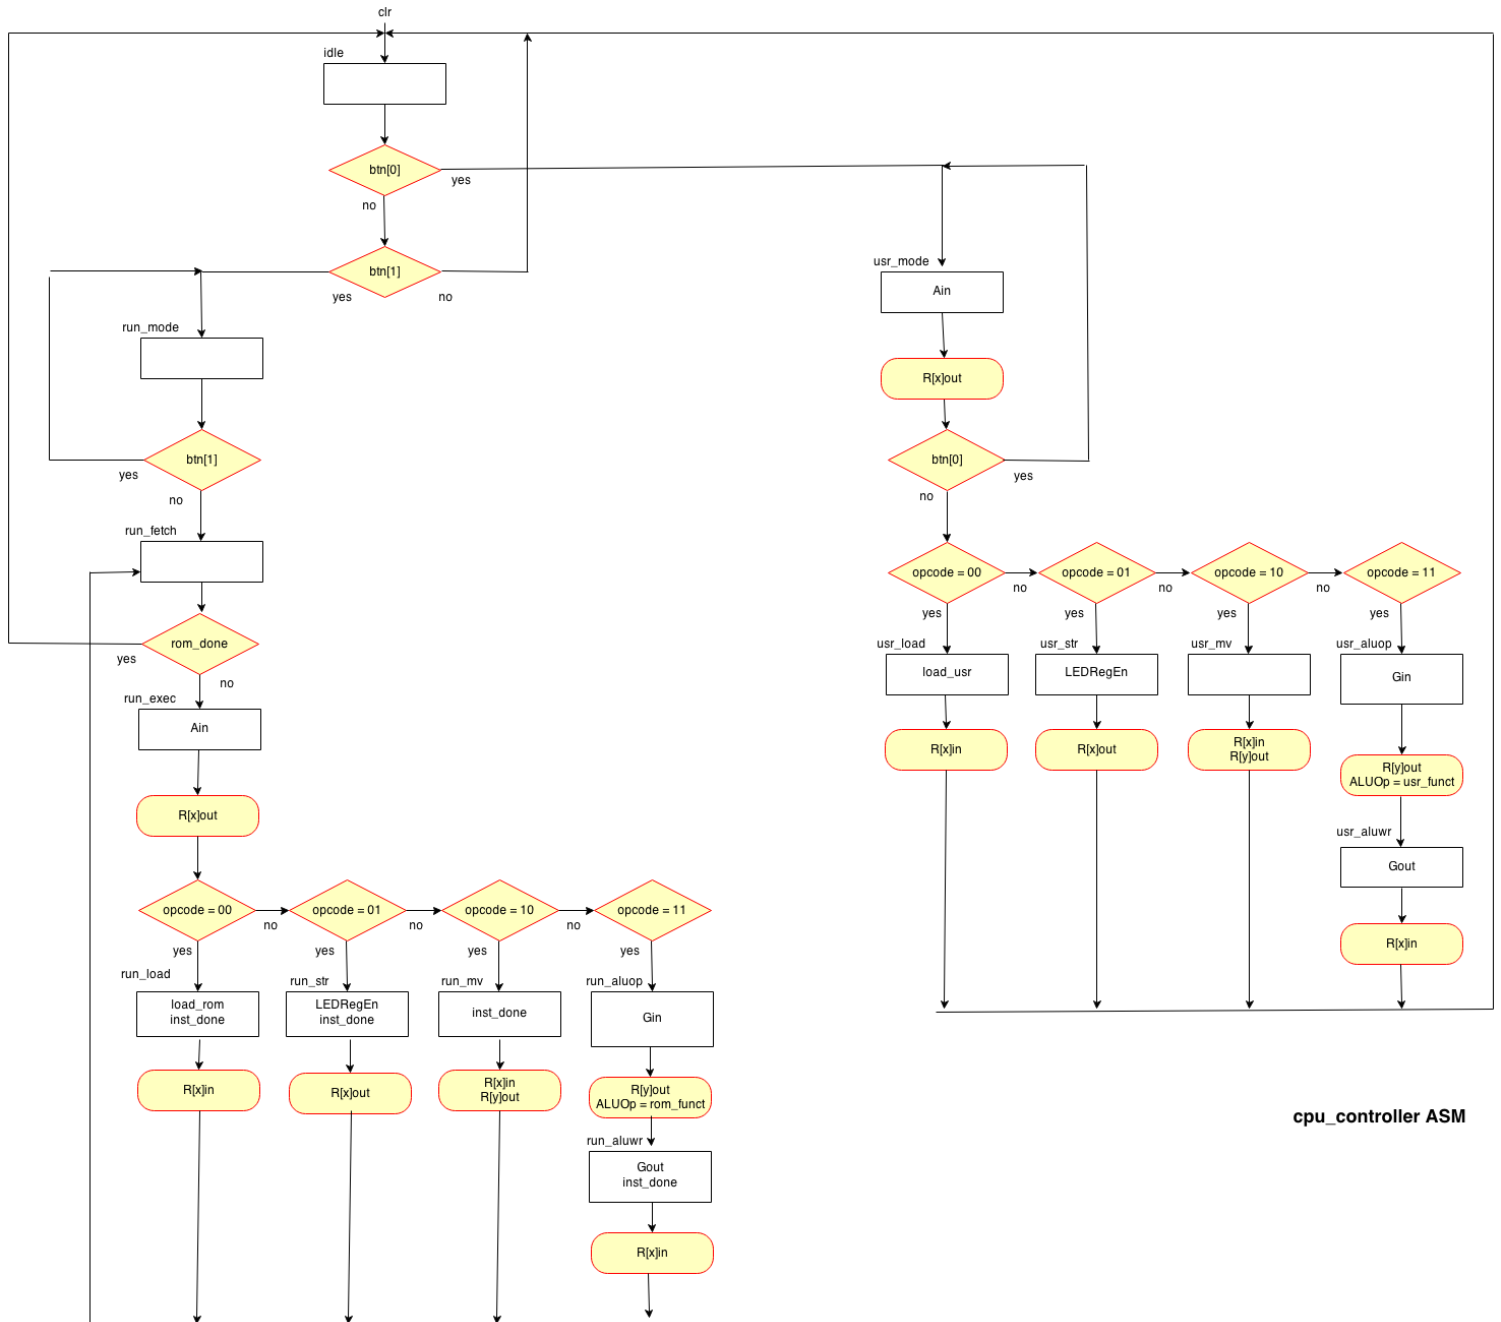 clr
idle
btn[0]
yes
no
btn[1]
yes
no
run_mode
btn[1]
yes
no
run_fetch
rom_done
yes
no
run_exec
Ain
R[x]out
opcode = 00
no
opcode = 01
no
opcode = 10
no
opcode = 11
yes
yes
yes
yes
run_load
run_str
run_mv
run_aluop
load_rom
inst_done
LEDRegEn
inst_done
inst_done
Gin
R[x]in
R[x]out
R[x]in
R[y]out
R[y]out
ALUOp = rom_funct
run_aluwr
Gout
inst_done
R[x]in
usr_mode
Ain
R[x]out
btn[0]
yes
no
opcode = 00
no
opcode = 01
no
opcode = 10
no
opcode = 11
yes
yes
yes
yes
usr_load
usr_str
usr_mv
usr_aluop
load_usr
LEDRegEn
Gin
R[x]in
R[x]out
R[x]in
R[y]out
R[y]out
ALUOp = usr_funct
usr_aluwr
Gout
R[x]in
cpu_controller ASM